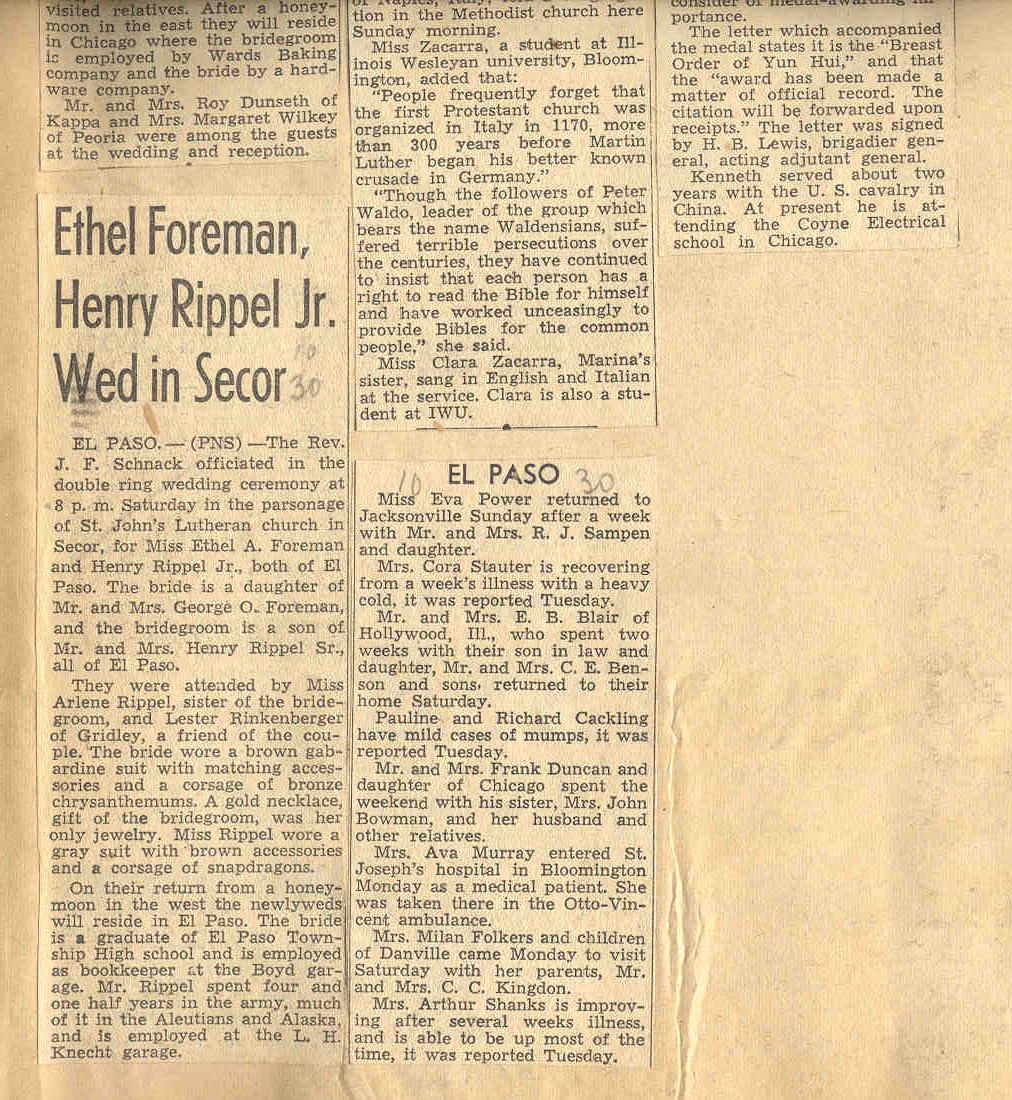 visited relatives. After a honey-
moon in the east they will reside
in Chicago where the bridegroom
is employed by Wards Baking
company and the bride by a hard-
ware company.
Mr. and Mrs. Roy Dunseth of
Kappa and Mrs. Margaret Wilkey
of Peoria were among the guests
at the wedding and reception.
Ethel Foreman,
Henry Rippel Jr.
Wed in Secor
10
30
EL PASO. — (PNS) — The Rev.
J. F. Schnack officiated in the
double ring wedding ceremony at
8 p. m. Saturday in the parsonage
of St. John's Lutheran church in
Secor, for Miss Ethel A. Foreman
and Henry Rippel Jr., both of El
Paso. The bride is a daughter of
Mr. and Mrs. George O. Foreman,
and the bridegroom is a son of
Mr. and Mrs. Henry Rippel Sr.,
all of El Paso.
They were attended by Miss
Arlene Rippel, sister of the bride-
groom, and Lester Rinkenberger
of Gridley, a friend of the cou-
ple. The bride wore a brown gab-
ardine suit with matching acces-
sories and a corsage of bronze
chrysanthemums. A gold necklace,
gift of the bridegroom, was her
only jewelry. Miss Rippel wore a
gray suit with brown accessories
and a corsage of snapdragons.
On their return from a honey-
moon in the west the newlyweds
will reside in El Paso. The bride
is a graduate of El Paso Town-
ship High school and is employed
as bookkeeper at the Boyd gar-
age. Mr. Rippel spent four and
one half years in the army, much
of it in the Aleutians and Alaska,
and is employed at the L. H.
Knecht garage.
tion in the Methodist church here
Sunday morning.
Miss Zacarra, a student at Ill-
inois Wesleyan university, Bloom-
ington, added that:
"People frequently forget that
the first Protestant church was
organized in Italy in 1170, more
than 300 years before Martin
Luther began his better known
crusade in Germany."
"Though the followers of Peter
Waldo, leader of the group which
bears the name Waldensians, suf-
fered terrible persecutions over
the centuries, they have continued
to insist that each person has a
right to read the Bible for himself
and have worked unceasingly to
provide Bibles for the common
people," she said.
Miss Clara Zacarra, Marina's
sister, sang in English and Italian
at the service. Clara is also a stu-
dent at IWU.
10 EL PASO 30
Miss Eva Power returned to
Jacksonville Sunday after a week
with Mr. and Mrs. R. J. Sampen
and daughter.
Mrs. Cora Stauter is recovering
from a week's illness with a heavy
cold, it was reported Tuesday.
Mr. and Mrs. E. B. Blair of
Hollywood, Ill., who spent two
weeks with their son in law and
daughter, Mr. and Mrs. C. E. Ben-
son and sons, returned to their
home Saturday.
Pauline and Richard Cackling
have mild cases of mumps, it was
reported Tuesday.
Mr. and Mrs. Frank Duncan and
daughter of Chicago spent the
weekend with his sister, Mrs. John
Bowman, and her husband and
other relatives.
Mrs. Ava Murray entered St.
Joseph's hospital in Bloomington
Monday as a medical patient. She
was taken there in the Otto-Vin-
cent ambulance.
Mrs. Milan Folkers and children
of Danville came Monday to visit
Saturday with her parents, Mr.
and Mrs. C. C. Kingdon.
Mrs. Arthur Shanks is improv-
ing after several weeks illness,
and is able to be up most of the
time, it was reported Tuesday.
portance.
The letter which accompanied
the medal states it is the "Breast
Order of Yun Hui," and that
the "award has been made a
matter of official record. The
citation will be forwarded upon
receipts." The letter was signed
by H. B. Lewis, brigadier gen-
eral, acting adjutant general.
Kenneth served about two
years with the U. S. cavalry in
China. At present he is at-
tending the Coyne Electrical
school in Chicago.